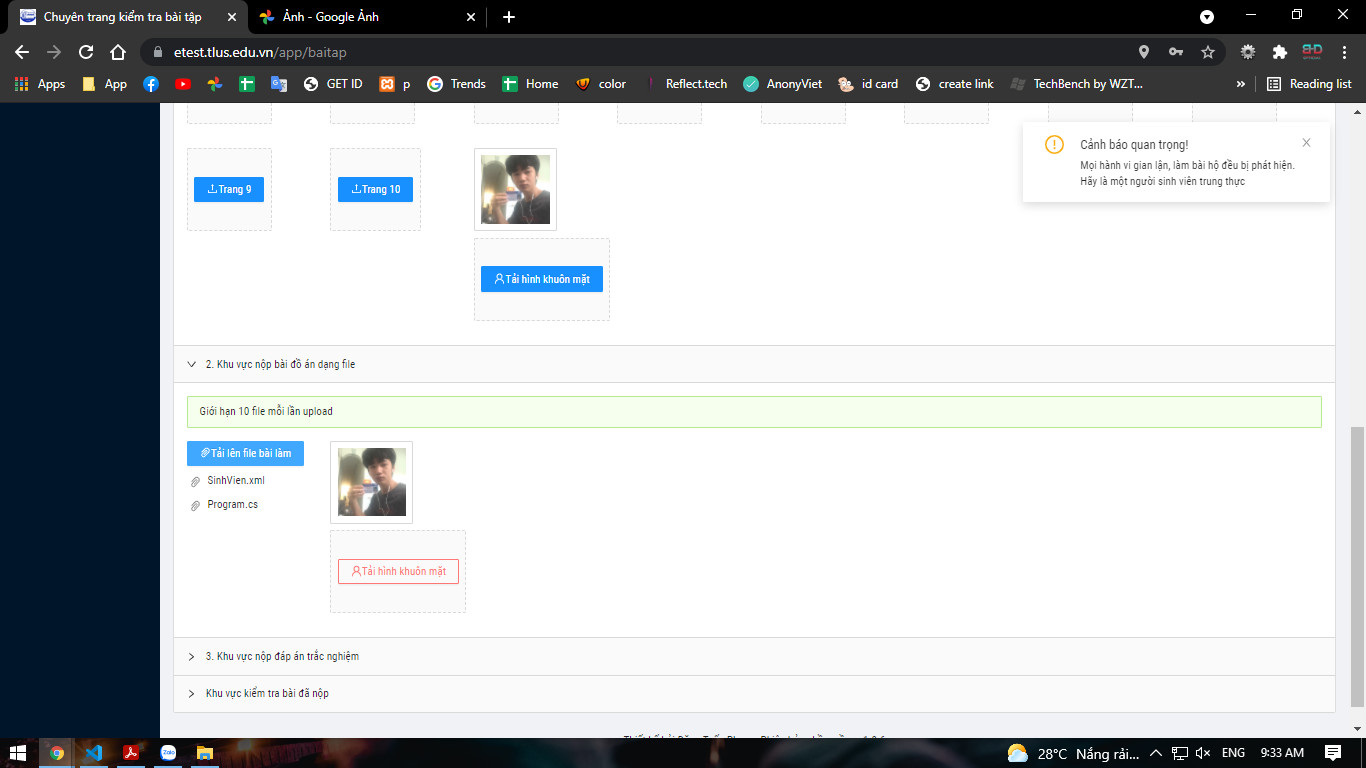 Chuyên trang kiểm tra bài tập
Ảnh - Google Ảnh
etest.tlus.edu.vn/app/baitap
Apps
App
GET ID
p
Trends
Home
color
Reflect.tech
AnonyViet
id card
create link
TechBench by WZT...
»
Reading list
Cảnh báo quan trọng!
Mọi hành vi gian lận, làm bài hộ đều bị phát hiện.
Hãy là một người sinh viên trung thực
Trang 9
Trang 10
Tải hình khuôn mặt
2. Khu vực nộp bài đồ án dạng file
Giới hạn 10 file mỗi lần upload
Tải lên file bài làm
SinhVien.xml
Program.cs
Tải hình khuôn mặt
3. Khu vực nộp đáp án trắc nghiệm
Khu vực kiểm tra bài đã nộp
Zalo
28°C Nắng rải...
ENG
9:33 AM